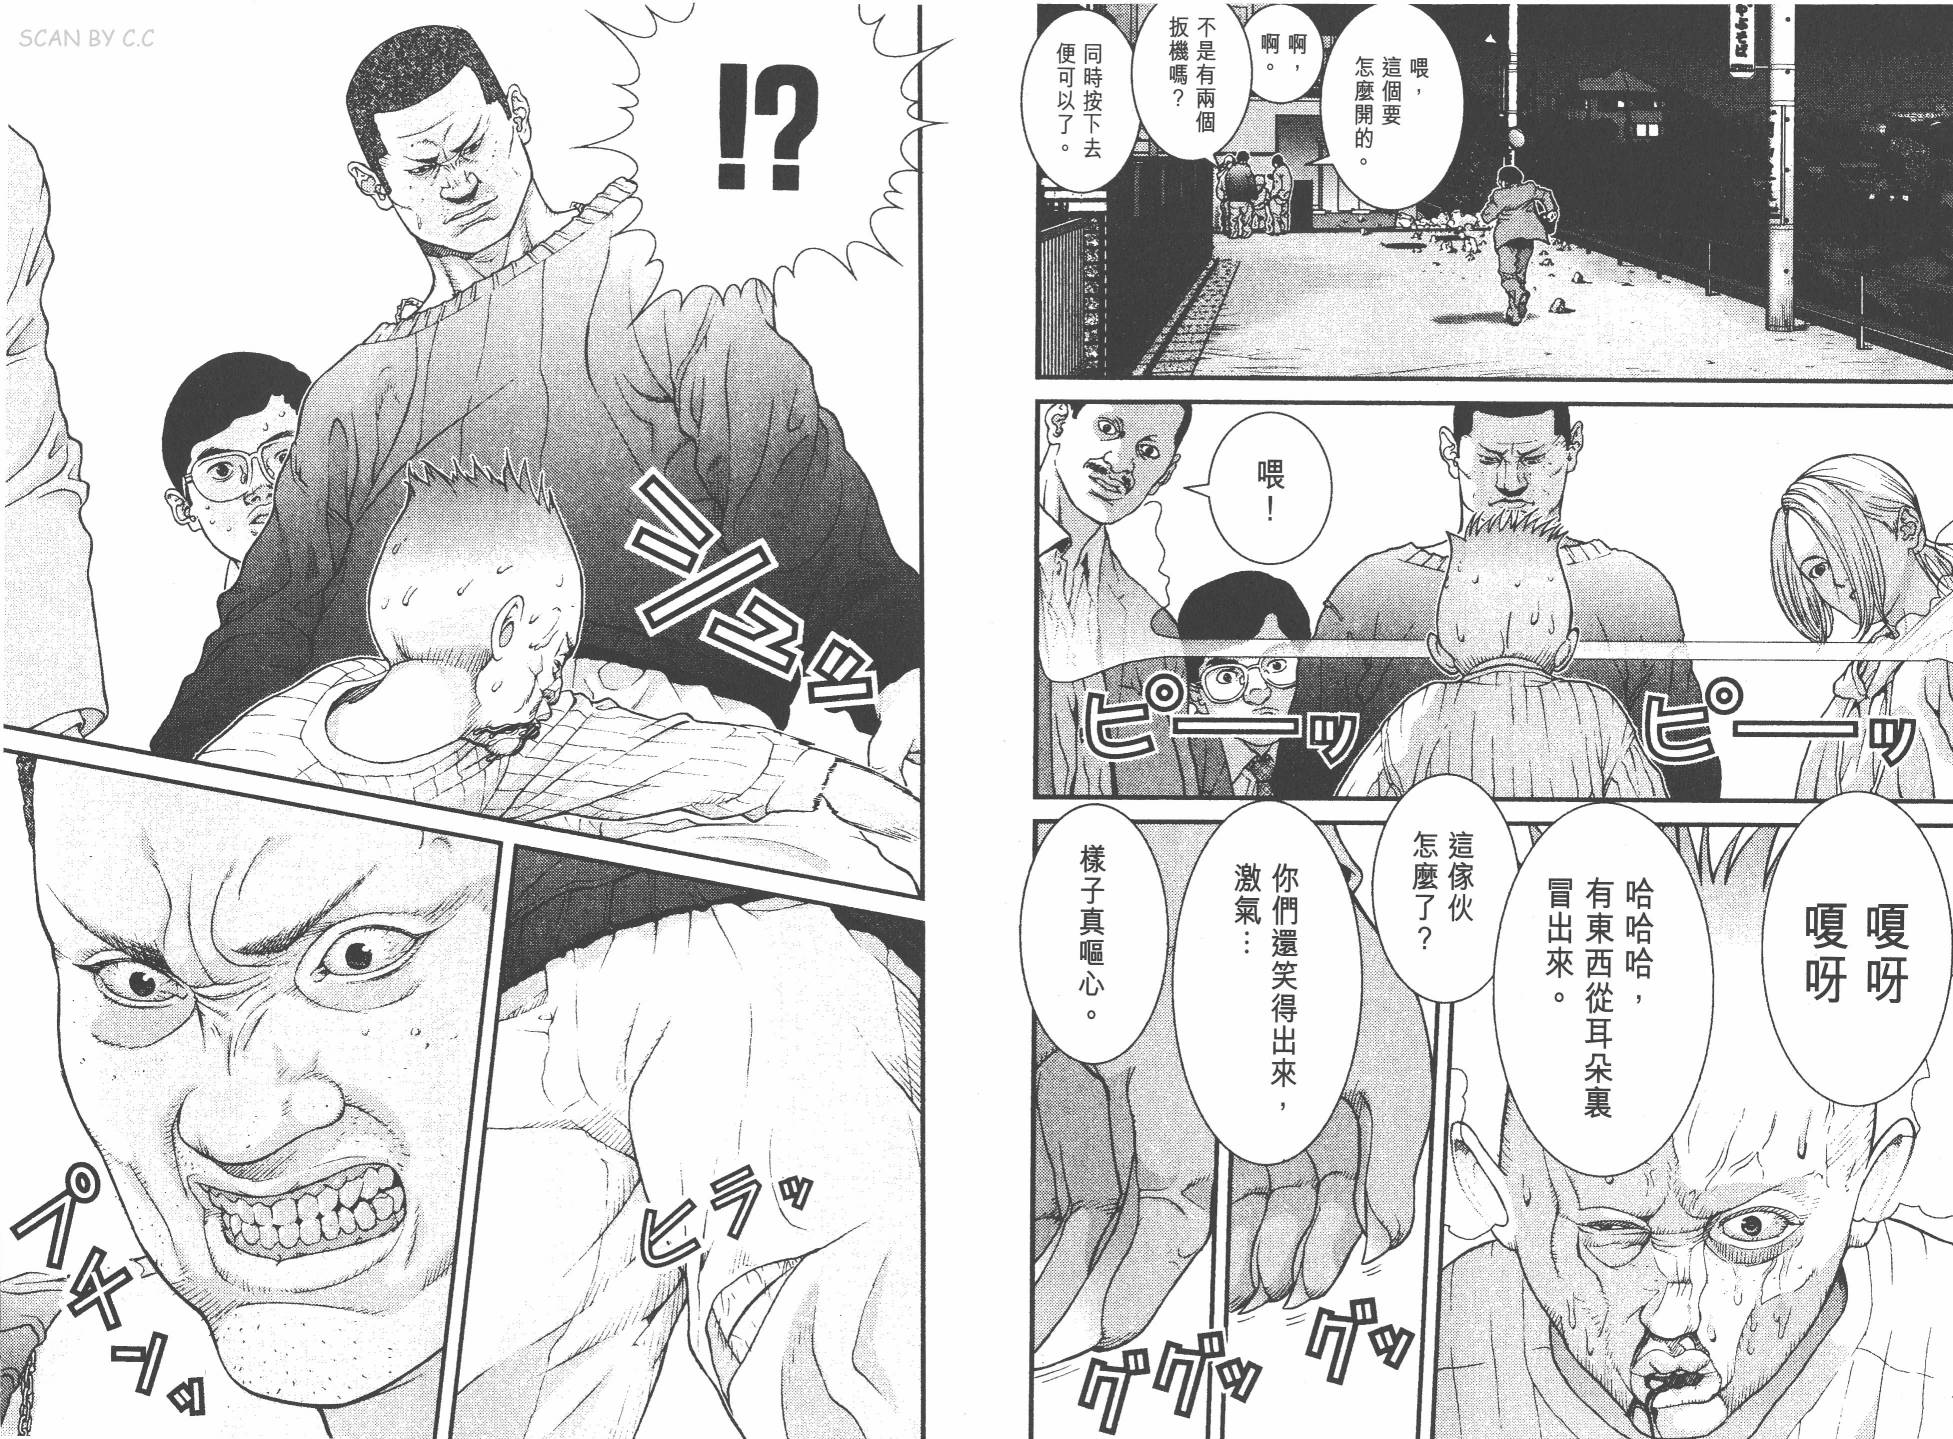 喂，
這個要
怎麼開的。
啊，
啊。
不是有兩個
扳機嗎？
同時按下去
便可以了。
喂！
ピーッ
ピーッ
嗄呀
嗄呀
哈哈哈，
有東西從耳朵裏
冒出來。
這傢伙
怎麼了？
你們還笑得出來，
激氣…
樣子真嘔心。
グッ
グッ
グッ
SCAN BY C.C
!?
シュッ
ヒラッ
ペチーッ